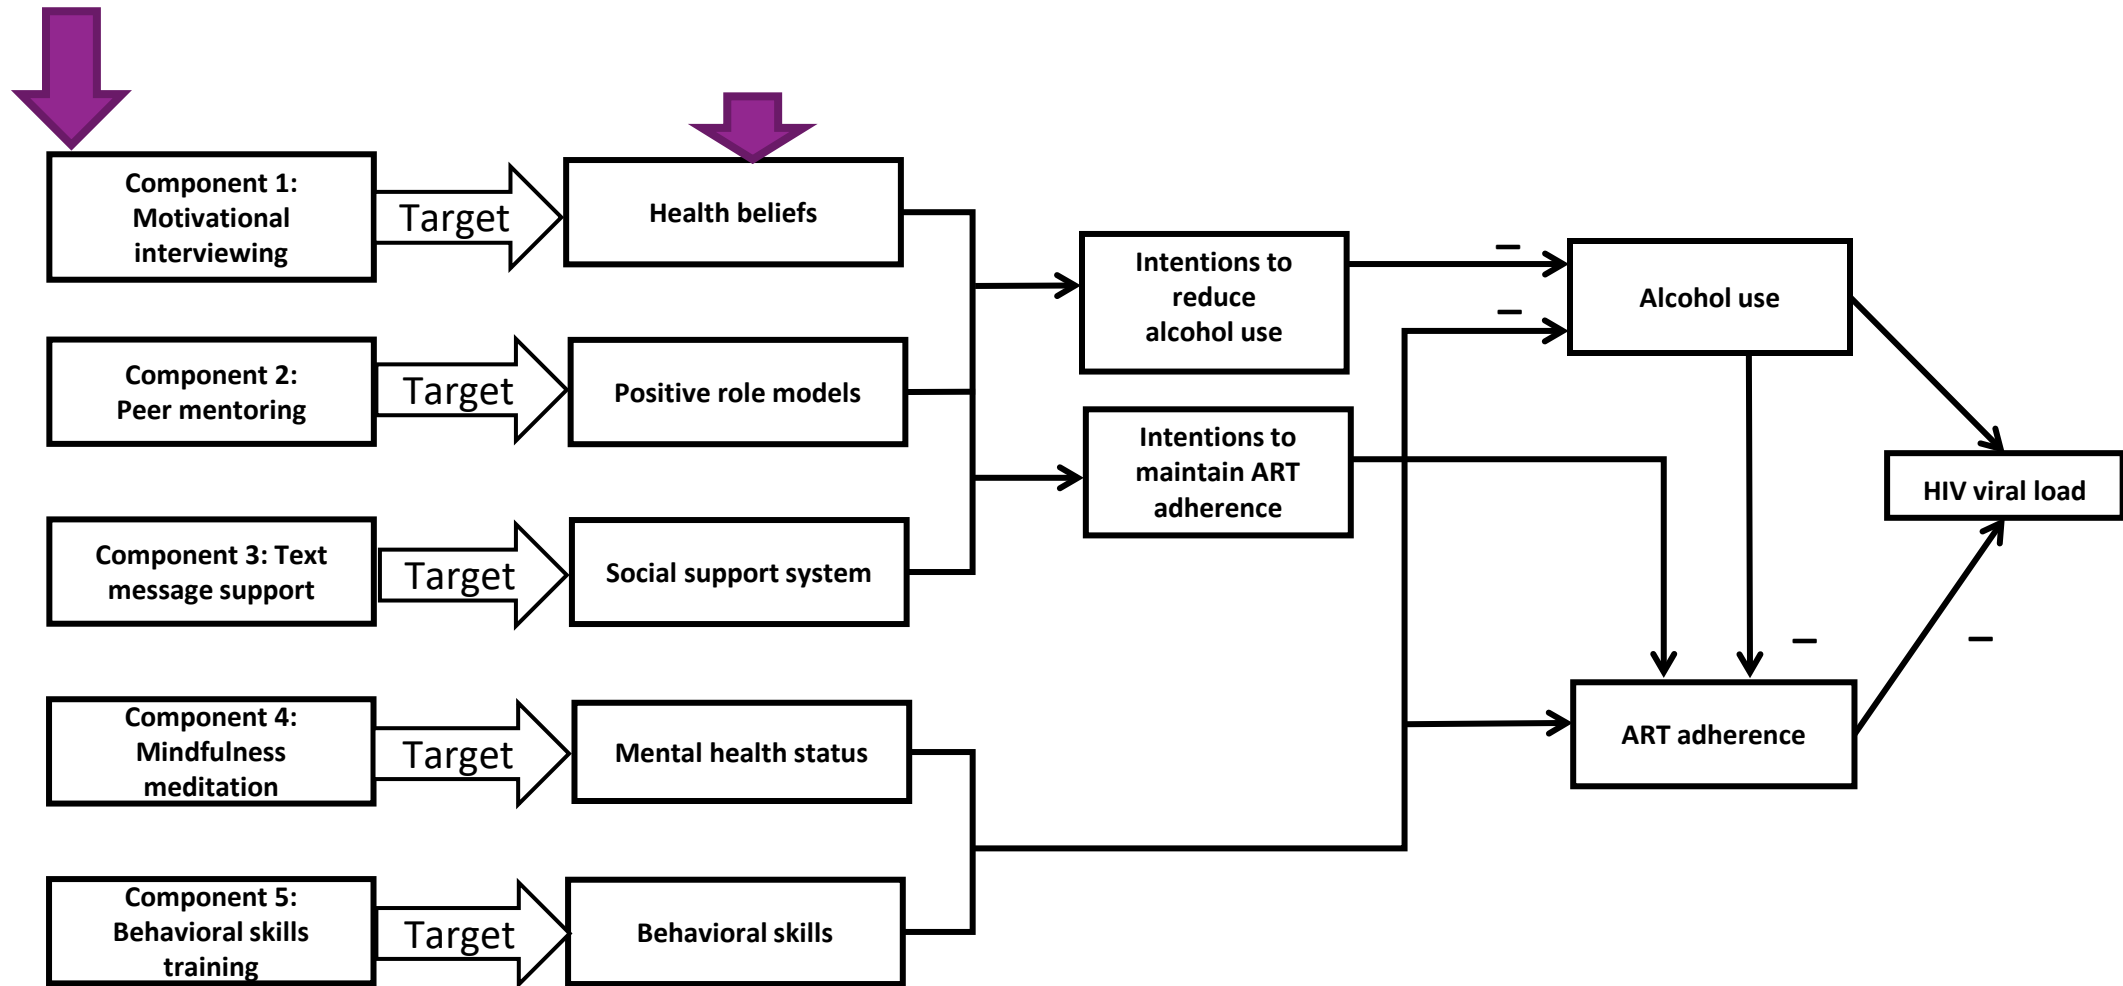 Component 1:
Motivational
interviewing
Target
Health beliefs
Component 2:
Peer mentoring
Target
Positive role models
Component 3: Text
message support
Target
Social support system
Component 4:
Mindfulness
meditation
Target
Mental health status
Component 5:
Behavioral skills
training
Target
Behavioral skills
Intentions to
reduce
alcohol use
Intentions to
maintain ART
adherence
–
–
Alcohol use
–
ART adherence
–
HIV viral load